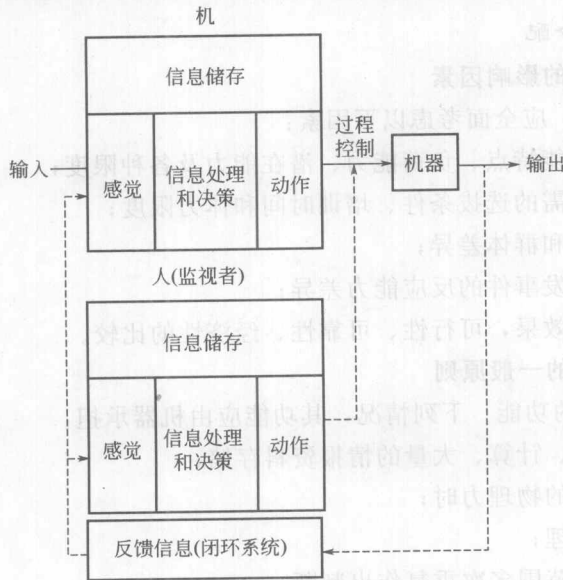 机
信息储存
输入
感觉
信息处理
和决策
动作
过程
控制
机器
输出
人(监视者)
信息储存
感觉
信息处理
和决策
动作
反馈信息(闭环系统)